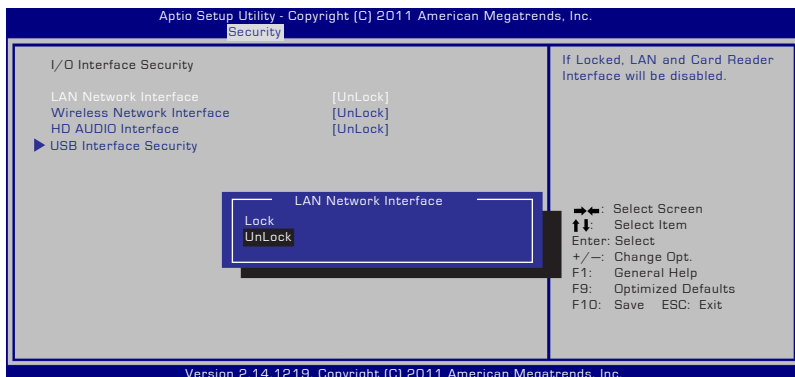 Aptio Setup Utility - Copyright (C) 2011 American Megatrends, Inc.
Security
I/O Interface Security
LAN Network Interface [UnLock]
Wireless Network Interface [UnLock]
HD AUDIO Interface [UnLock]
USB Interface Security
If Locked, LAN and Card Reader
Interface will be disabled.
LAN Network Interface
Lock
UnLock
→←: Select Screen
↑↓: Select Item
Enter: Select
+/—: Change Opt.
F1: General Help
F9: Optimized Defaults
F10: Save ESC: Exit
Version 2.14.1219. Copyright (C) 2011 American Megatrends, Inc.